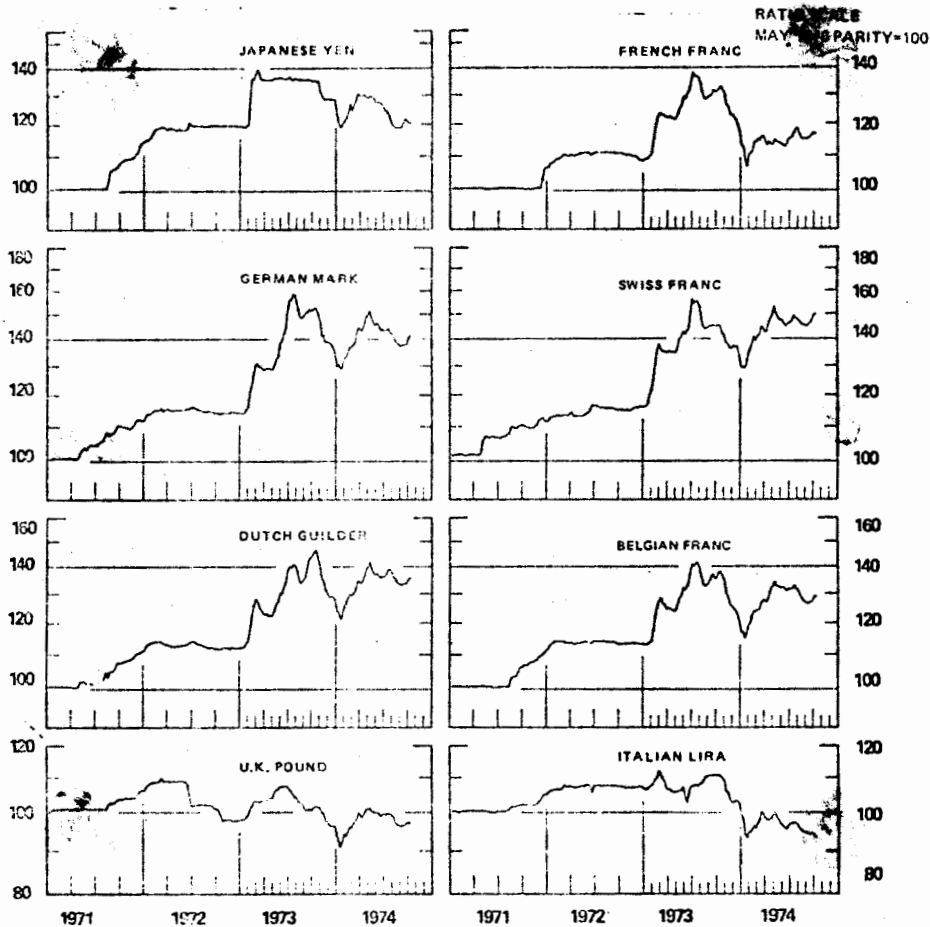 RATIO SCALE
MAY PARITY=100
JAPANESE YEN
140
120
100
FRENCH FRANC
140
120
100
GERMAN MARK
180
160
140
120
100
SWISS FRANC
180
160
140
120
100
DUTCH GUILDER
160
140
120
100
BELGIAN FRANC
160
140
120
100
U.K. POUND
120
100
80
ITALIAN LIRA
120
100
80
1971 1972 1973 1974
1971 1972 1973 1974